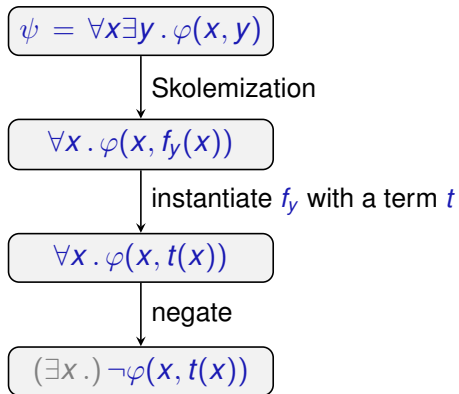 ψ = ∀x∃y . φ(x, y)
Skolemization
∀x . φ(x, f_y(x))
instantiate f_y with a term t
∀x . φ(x, t(x))
negate
(∃x .) ¬φ(x, t(x))